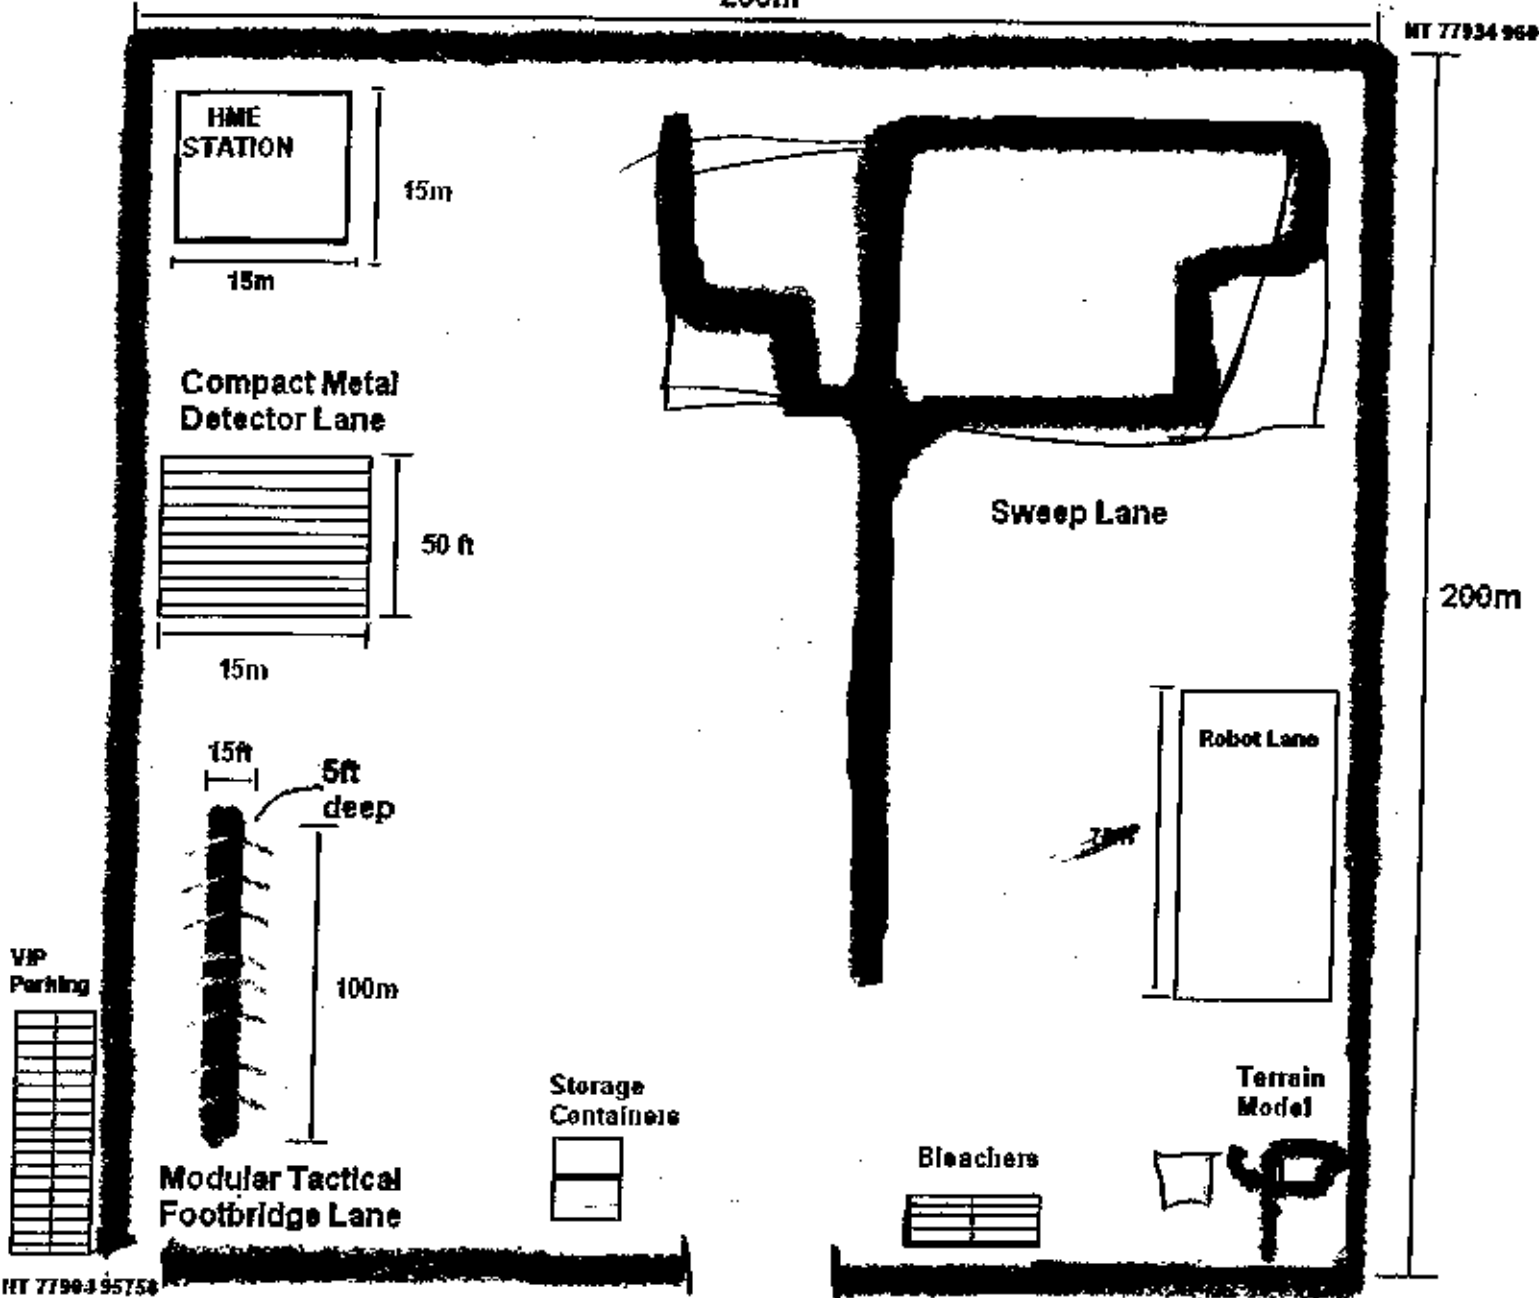 200m
HME
STATION
15m
15m
Compact Metal
Detector Lane
50 ft
15m
Sweep Lane
200m
Robot Lane
15ft
5ft
deep
100m
VIP
Parking
Storage
Containers
Terrain
Model
Bleachers
Modular Tactical
Footbridge Lane